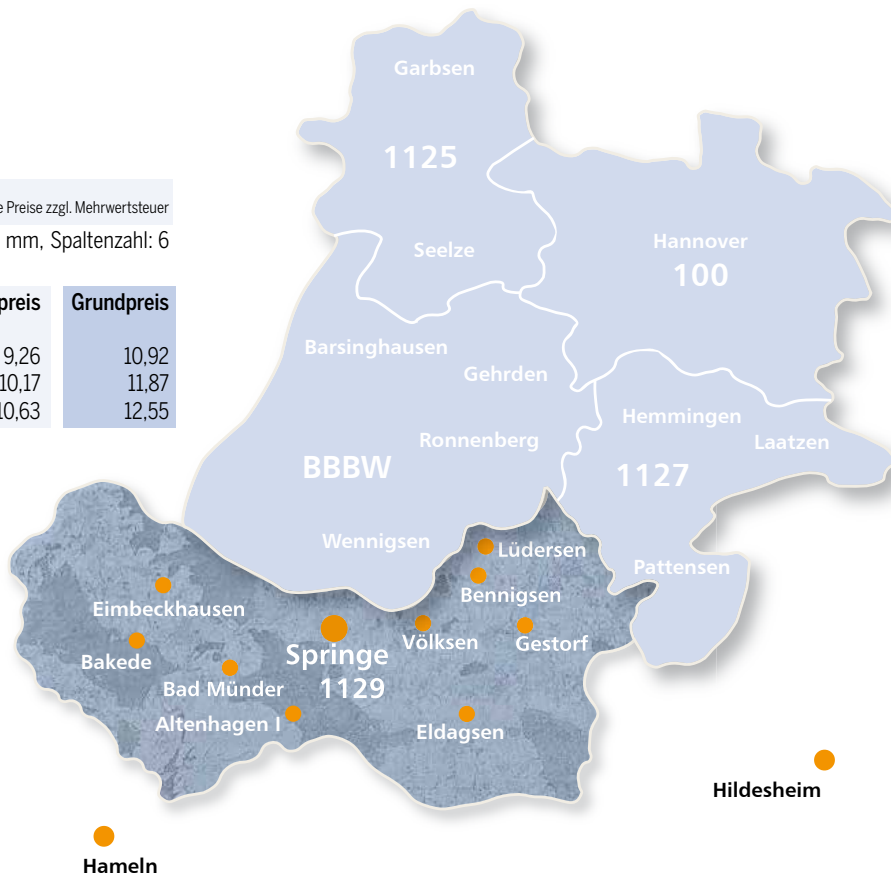 Garbsen
1125
e Preise zzgl. Mehrwertsteuer
mm, Spaltenzahl: 6
Seelze
Hannover
100
preis Grundpreis
9,26 10,92
10,17 11,87
10,63 12,55
Barsinghausen
Gehrden
Hemmingen
Ronnenberg
Laatzen
BBBW
1127
Wennigsen
Lüdersen
Pattensen
Bennigsen
Eimbeckhausen
Völksen
Gestorf
Springe
Bakede
1129
Bad Münder
Altenhagen I
Eldagsen
Hildesheim
Hameln